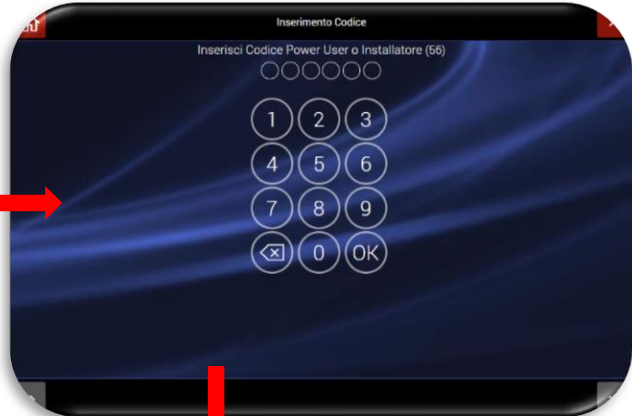 Inserimento Codice
Inserisci Codice Power User o Installatore (56)
1 2 3
4 5 6
7 8 9
0 OK